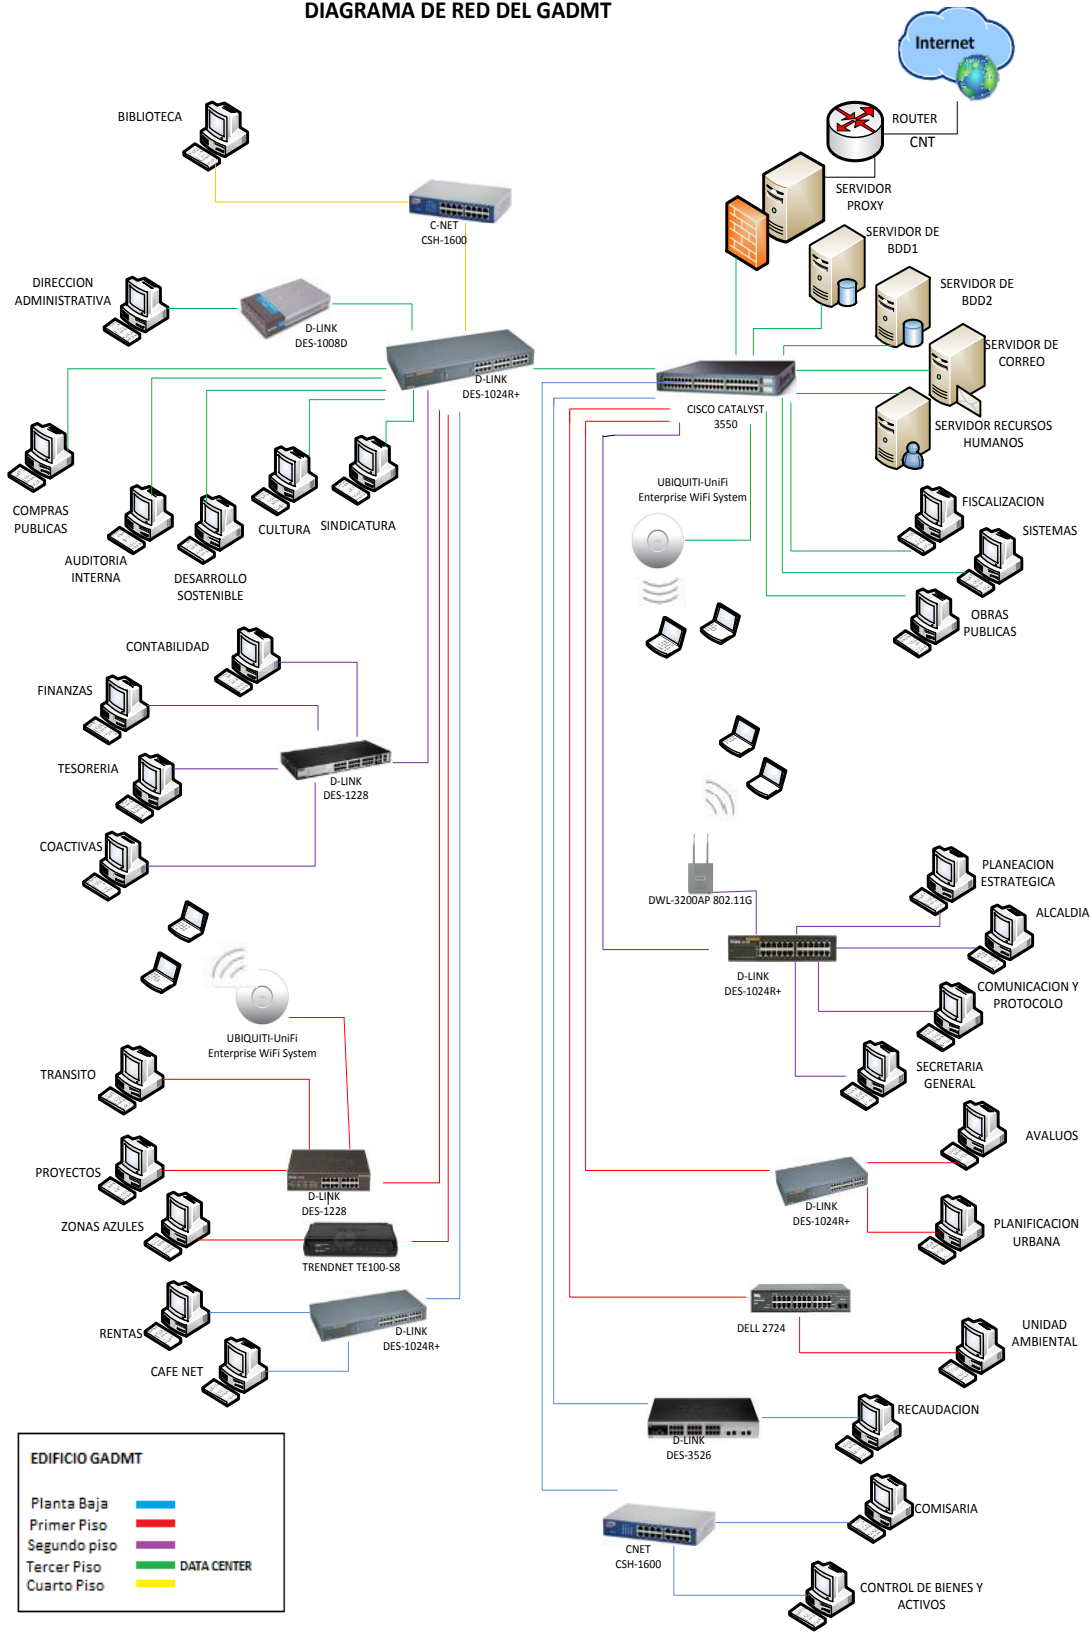 DIAGRAMA DE RED DEL GADMT
Internet
ROUTER
CNT
BIBLIOTECA
C-NET
CSH-1600
SERVIDOR
PROXY
SERVIDOR DE
BDD1
SERVIDOR DE
BDD2
SERVIDOR DE
CORREO
SERVIDOR RECURSOS
HUMANOS
DIRECCION
ADMINISTRATIVA
D-LINK
DES-1008D
D-LINK
DES-1024R+
CISCO CATALYST
3550
COMPRAS
PUBLICAS
AUDITORIA
INTERNA
DESARROLLO
SOSTENIBLE
CULTURA
SINDICATURA
UBIQUITI-UniFi
Enterprise WiFi System
FISCALIZACION
SISTEMAS
OBRAS
PUBLICAS
CONTABILIDAD
FINANZAS
TESORERIA
COACTIVAS
D-LINK
DES-1228
DWL-3200AP 802.11G
PLANEACION
ESTRATEGICA
ALCALDIA
D-LINK
DES-1024R+
COMUNICACION Y
PROTOCOLO
SECRETARIA
GENERAL
UBIQUITI-UniFi
Enterprise WiFi System
TRANSITO
PROYECTOS
D-LINK
DES-1228
ZONAS AZULES
TRENDNET TE100-S8
RENTAS
CAFE NET
D-LINK
DES-1024R+
AVALUOS
D-LINK
DES-1024R+
PLANIFICACION
URBANA
DELL 2724
UNIDAD
AMBIENTAL
RECAUDACION
D-LINK
DES-3526
COMISARIA
CNET
CSH-1600
CONTROL DE BIENES Y
ACTIVOS
EDIFICIO GADMT
Planta Baja
Primer Piso
Segundo piso
Tercer Piso DATA CENTER
Cuarto Piso